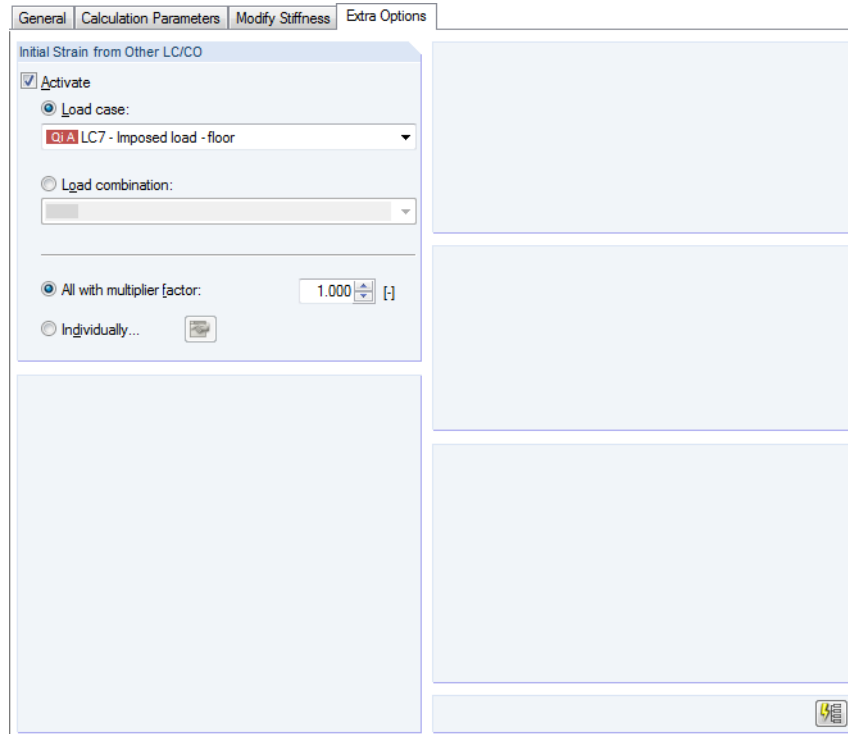 General Calculation Parameters Modify Stiffness Extra Options
Initial Strain from Other LC/CO
Activate
Load case:
Qi A LC7 - Imposed load - floor
Load combination:
All with multiplier factor: 1.000 [-]
Individually...